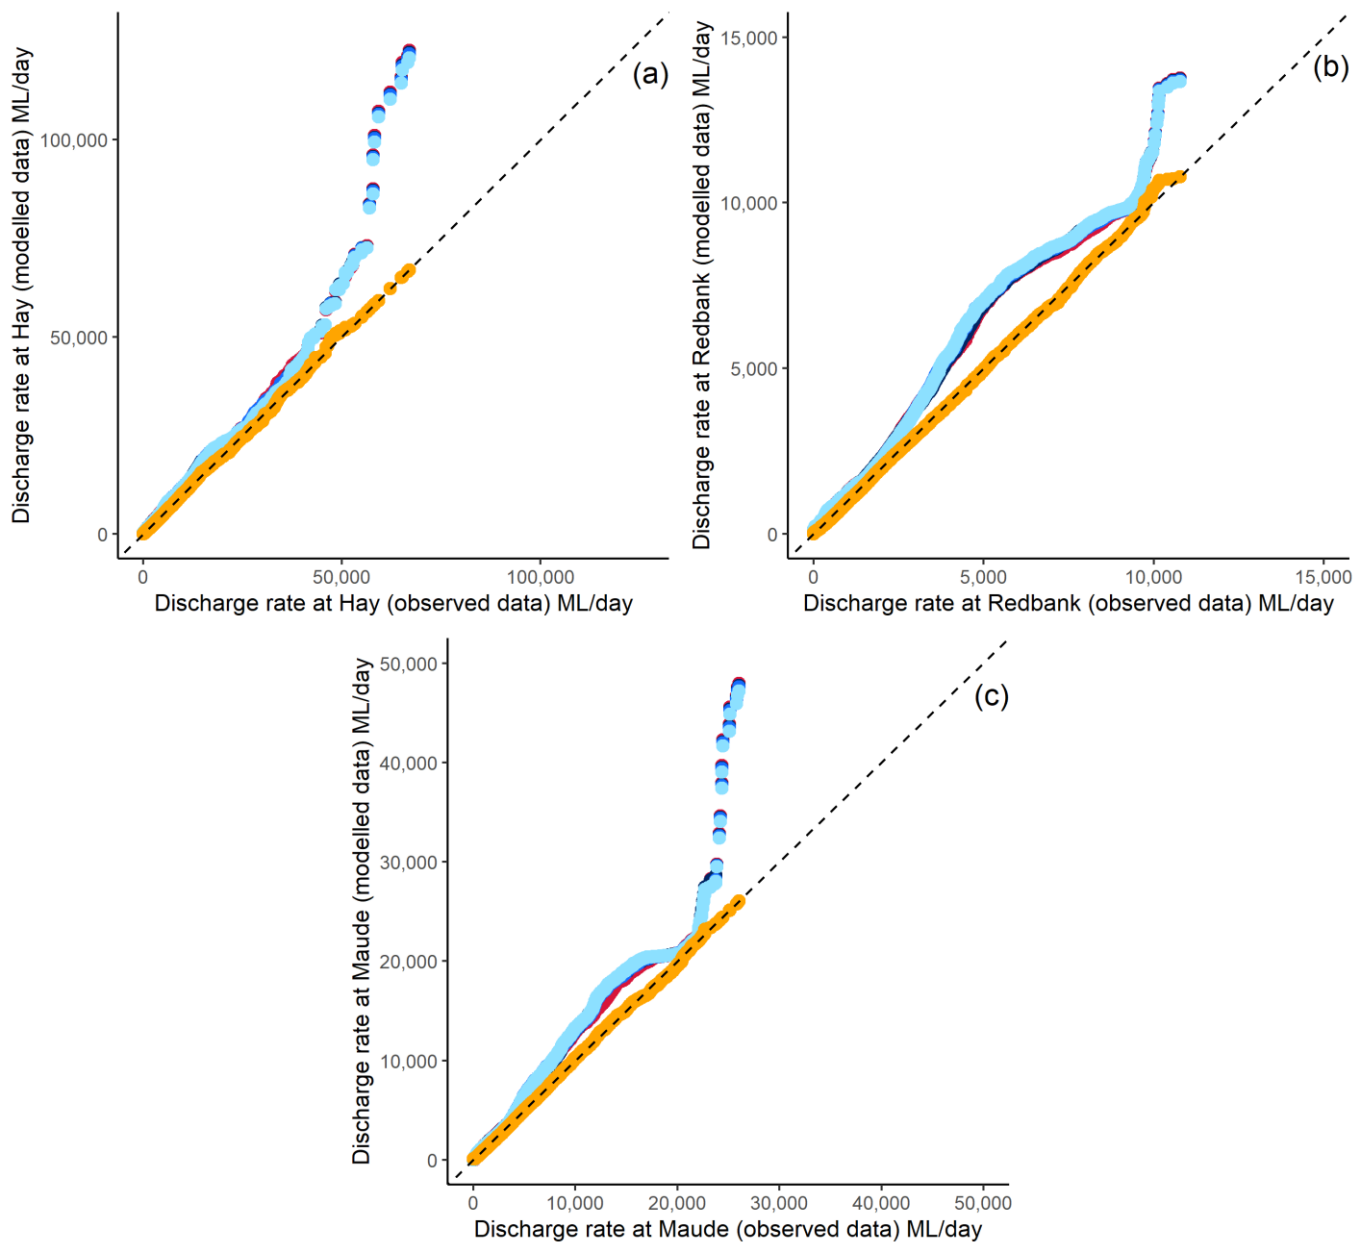 Discharge rate at Hay (modelled data) ML/day
100,000
50,000
0
(a)
0 50,000 100,000
Discharge rate at Hay (observed data) ML/day
Discharge rate at Redbank (modelled data) ML/day
15,000
10,000
5,000
0
(b)
0 5,000 10,000 15,000
Discharge rate at Redbank (observed data) ML/day
Discharge rate at Maude (modelled data) ML/day
50,000
40,000
30,000
20,000
10,000
0
(c)
0 10,000 20,000 30,000 40,000 50,000
Discharge rate at Maude (observed data) ML/day